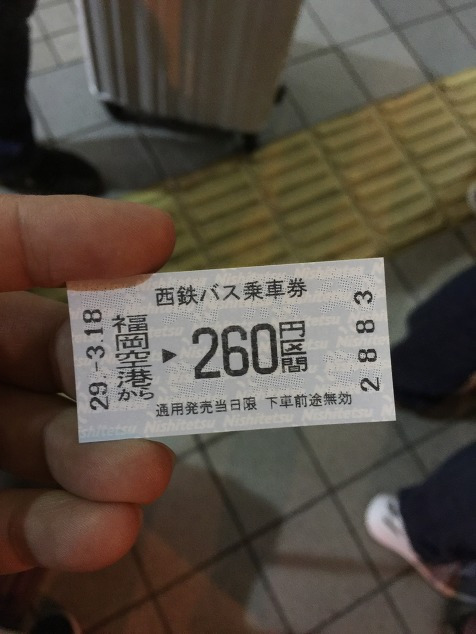 西鉄バス乗車券
29-3.18
福岡空港から
▶
260円区間
2883
通用発売当日限 下車前途無効
Nishitetsu